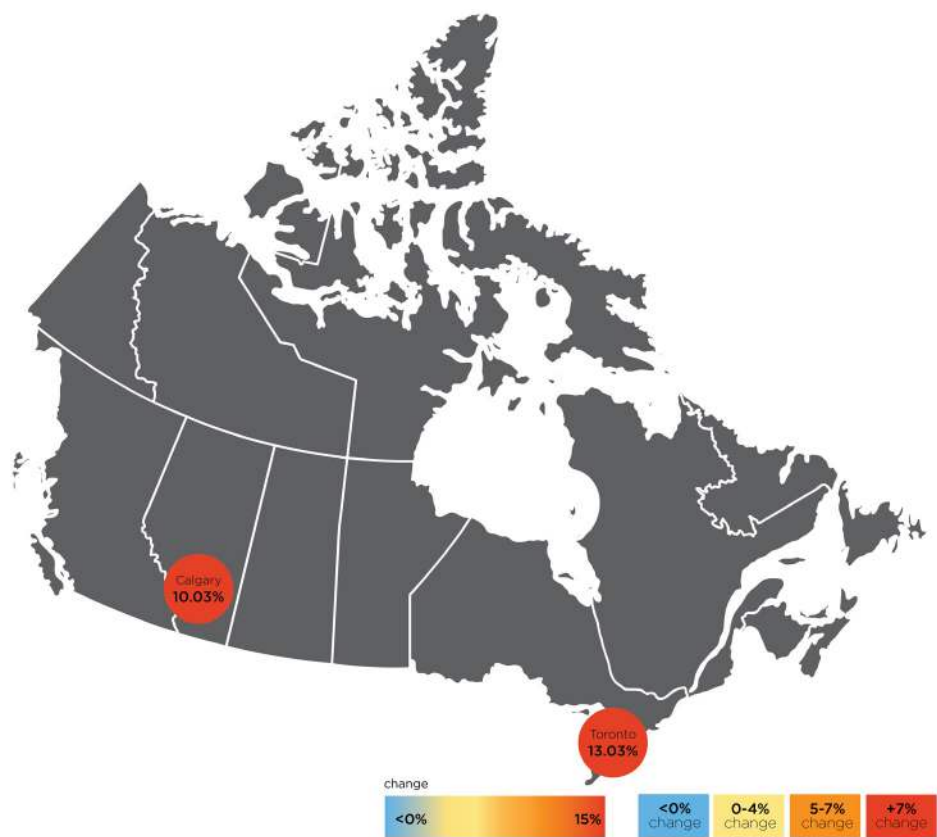 Calgary
10.03%
Toronto
13.03%
change
<0%
15%
<0%
change
0-4%
change
5-7%
change
+7%
change